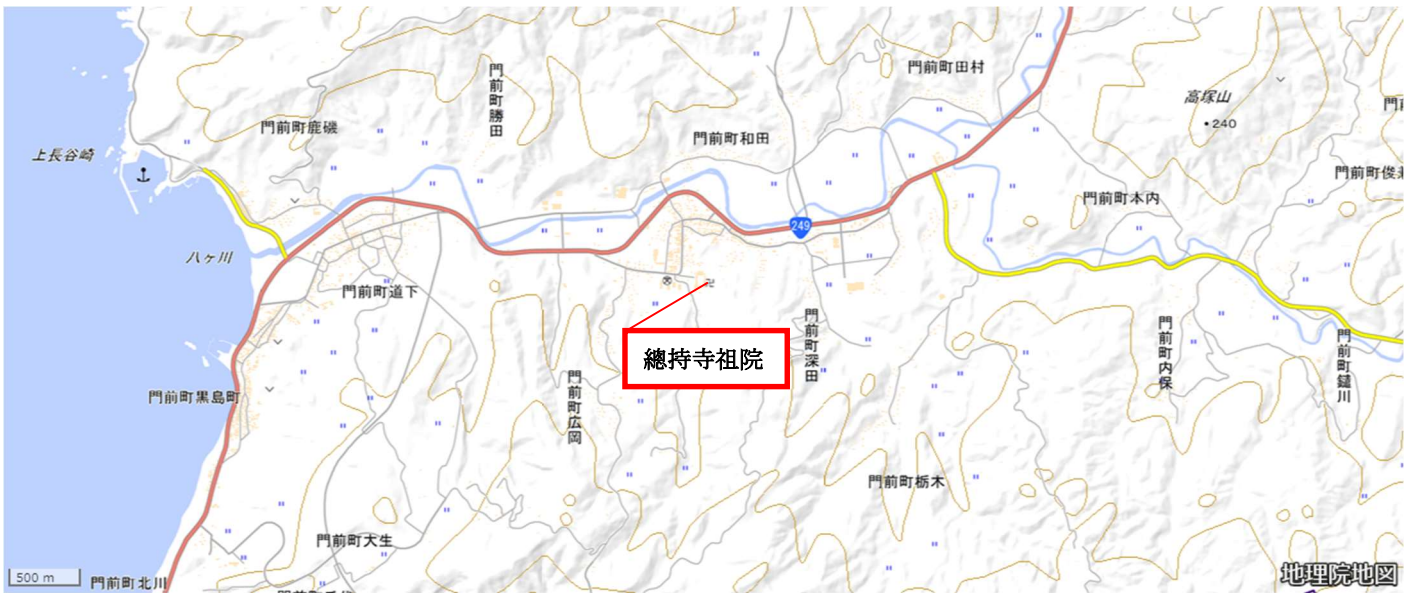 門前町田村
門前町勝田
高塚山
・240
門前町鹿磯
門前町和田
上長谷崎
門前町本内
249
八ヶ川
門前町道下
門前町深田
門前町内保
門前町鑓川
總持寺祖院
門前町広岡
門前町黒島町
門前町栃木
門前町大生
500 m
門前町北川
地理院地図